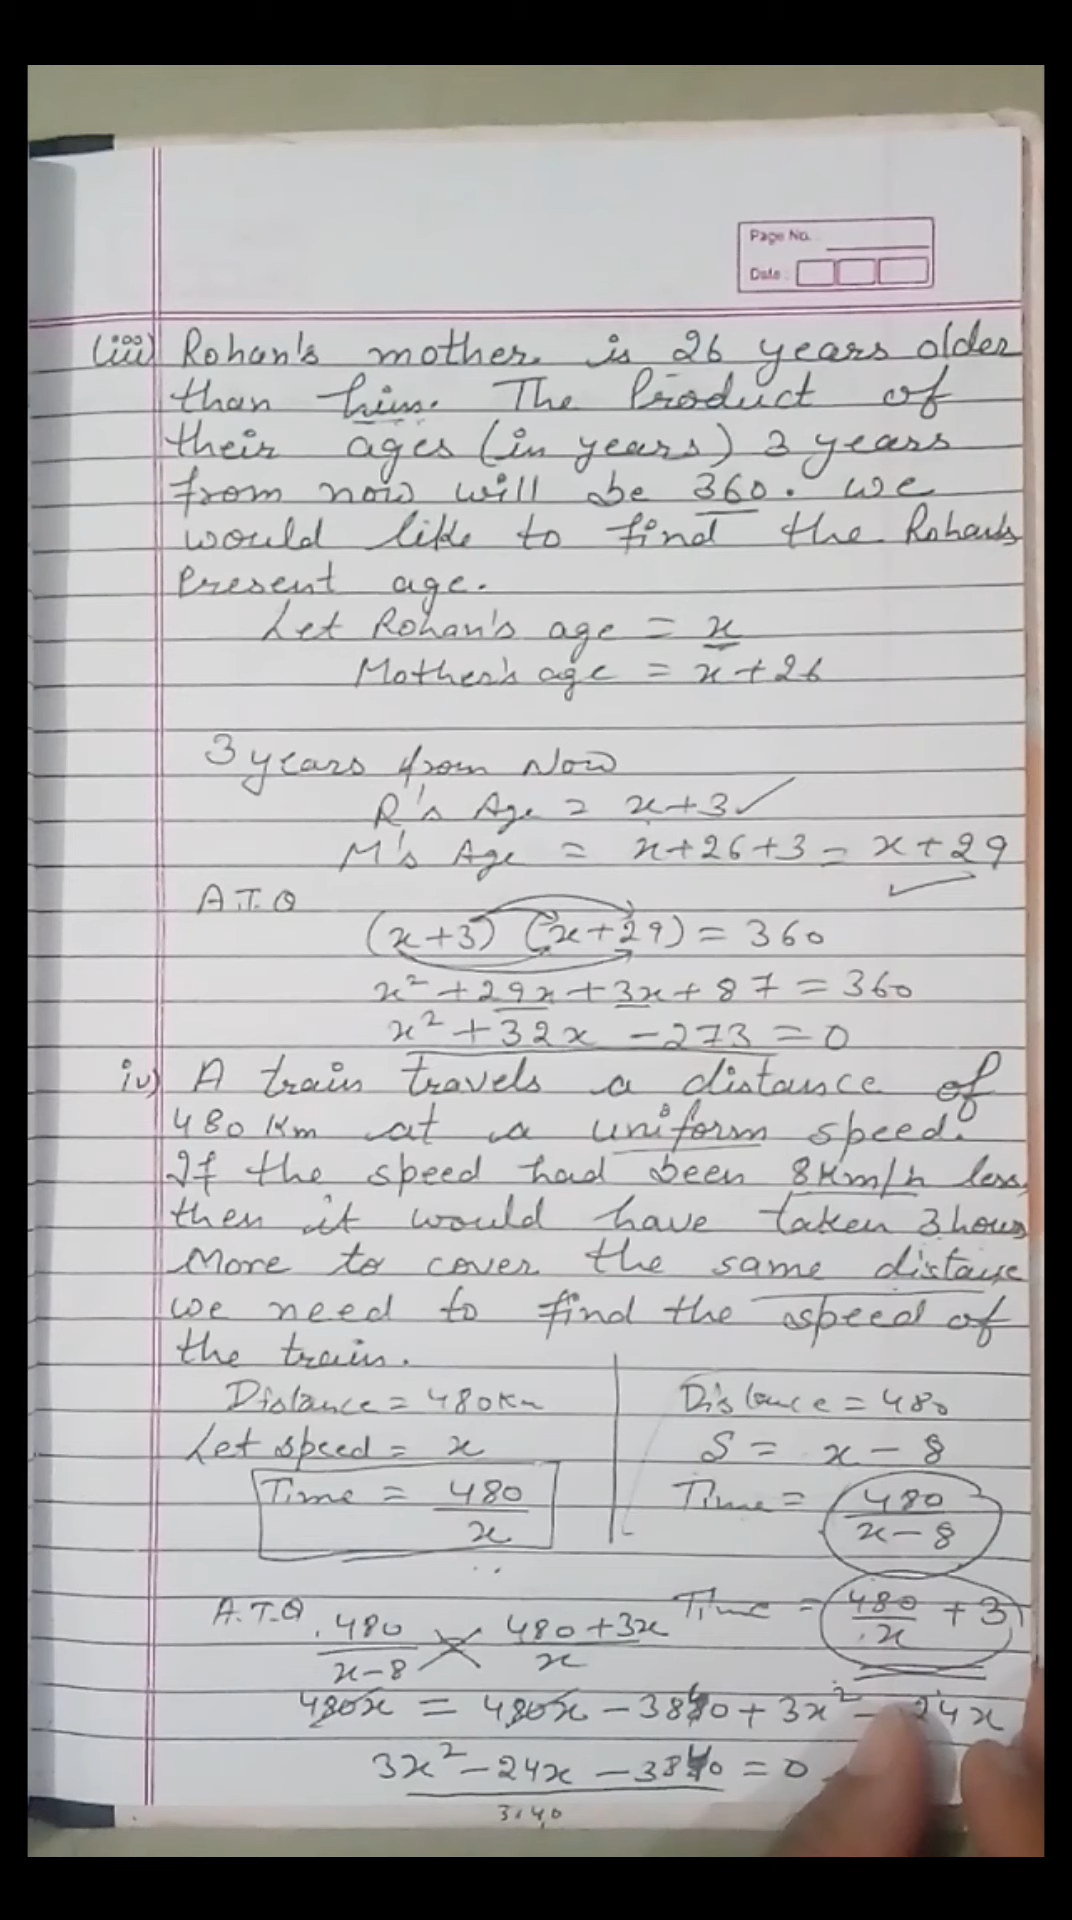 Page No.
Date :
(iii) Rohan's mother is 26 years older
than him. The Product of
their ages (in years) 3 years
from now will be 360. we
would like to find the Rohan's
Present age.
Let Rohan's age = x
Mother's age = x+26
3 years from Now
R's Age = x+3 ✓
M's Age = x+26+3 = x+29
A.T.Q
(x+3) (x+29) = 360
x² + 29x + 3x + 87 = 360
x² + 32x - 273 = 0
iv) A train travels a distance of
480 Km at a uniform speed.
If the speed had been 8 Km/h less,
then it would have taken 3 hours
More to cover the same distance
we need to find the speed of
the train.
Distance = 480 Km
Let speed = x
Time = 480/x
Distance = 480
S = x - 8
Time = 480/x-8
Time = 480/x + 3
A.T.Q 480/x-8 480+3x/x
480x = 480x - 3840 + 3x² - 24x
3x² - 24x - 3840 = 0